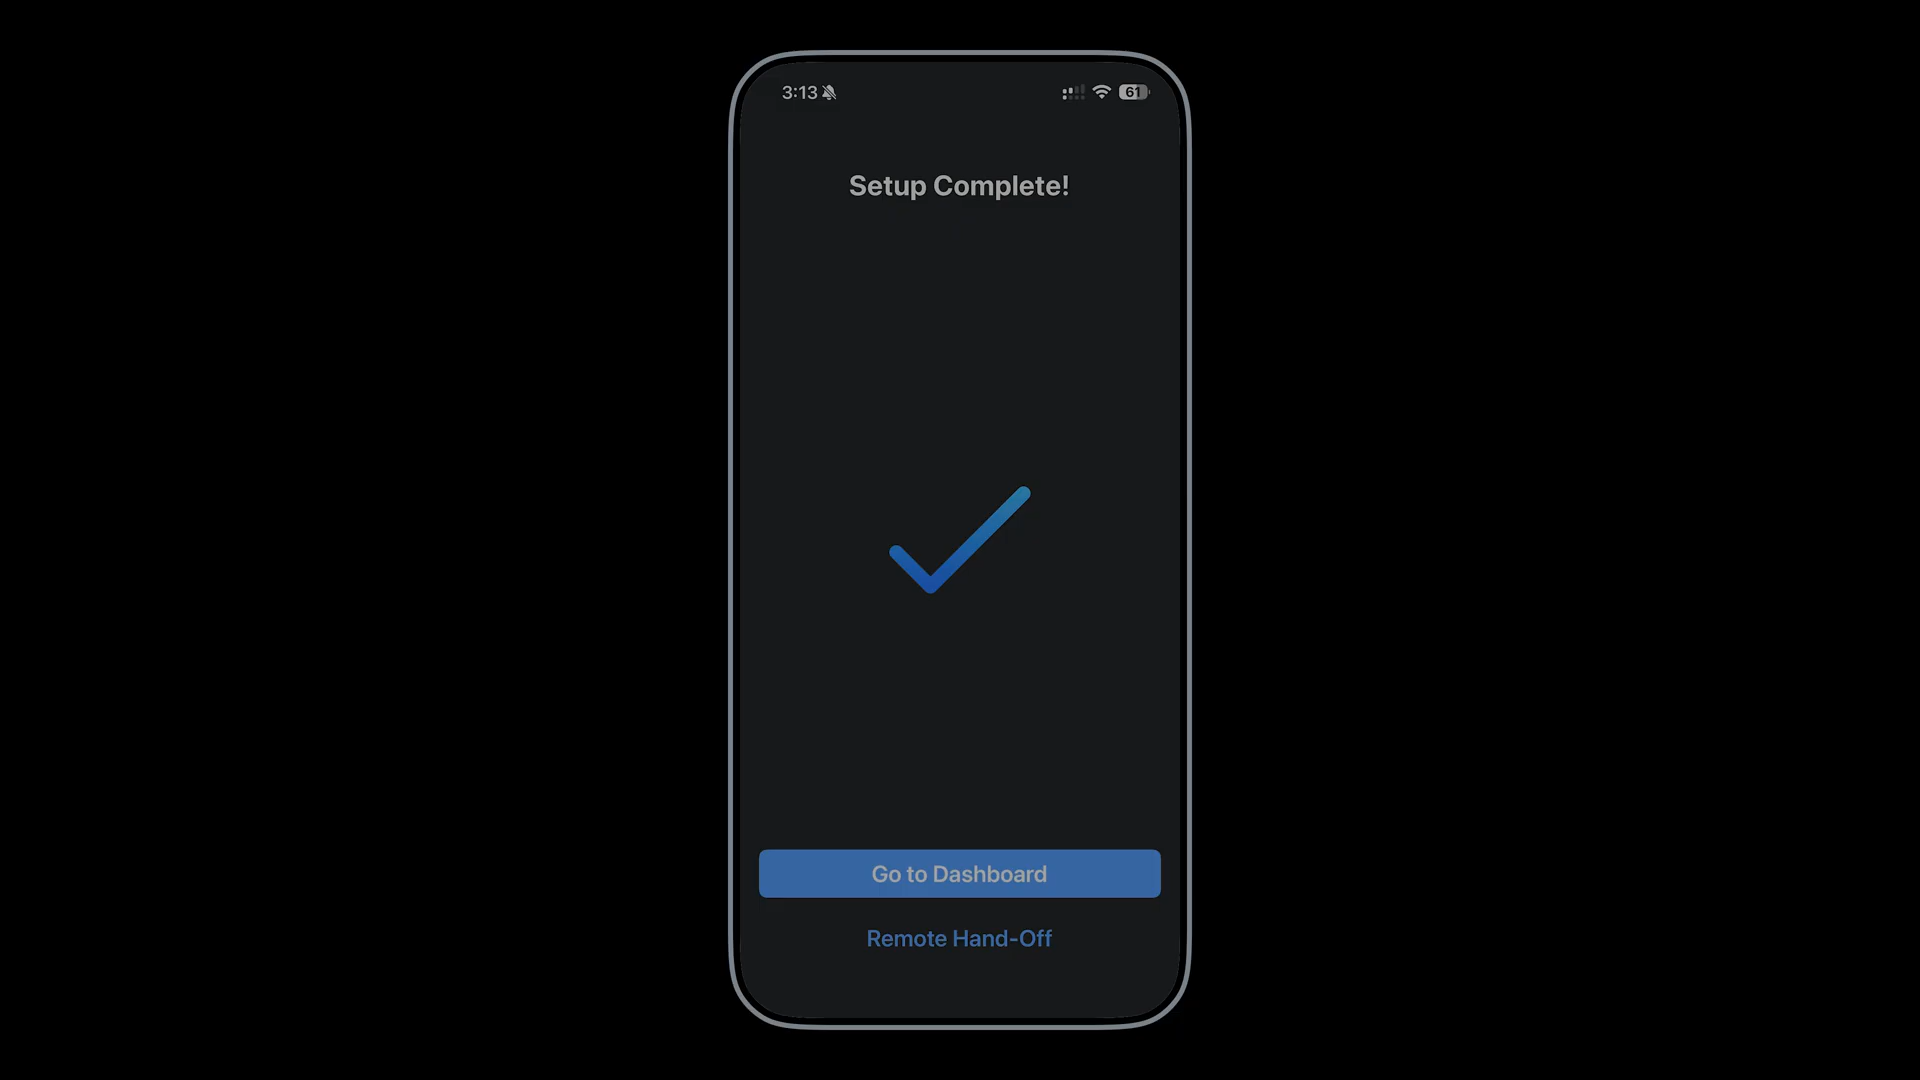 3:13
61
Setup Complete!
Go to Dashboard
Remote Hand-Off